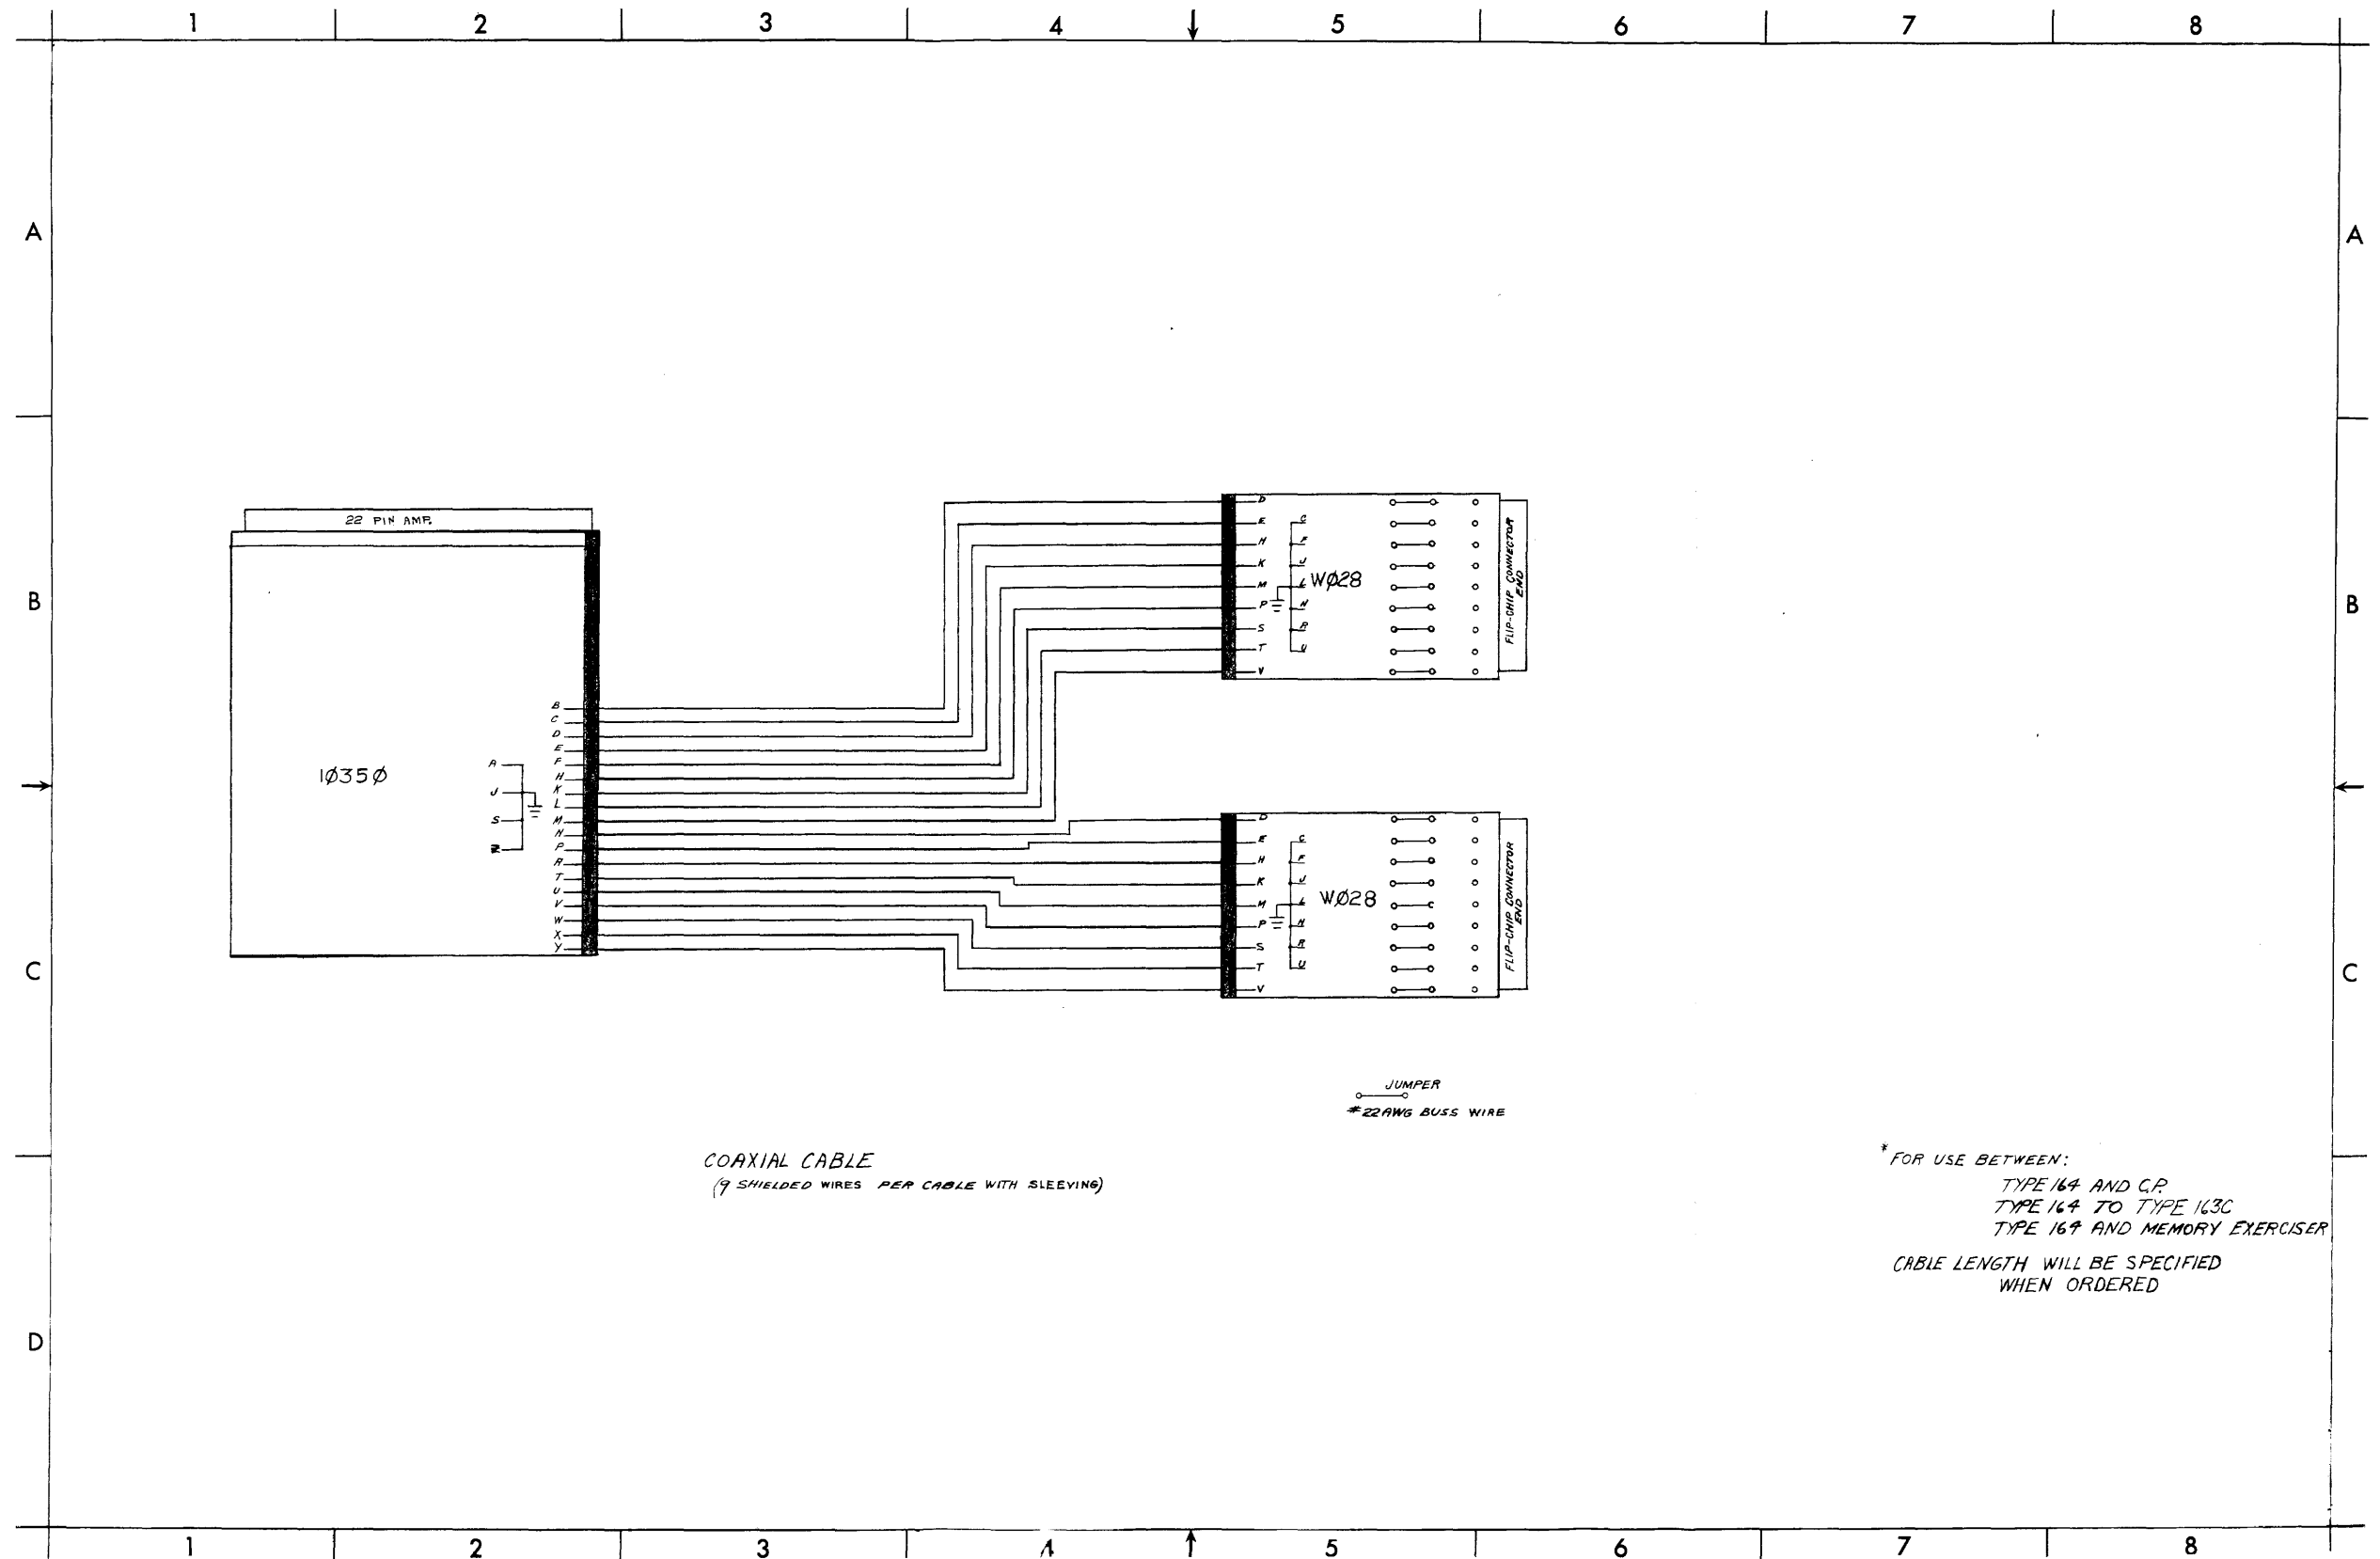 1 2 3 4 5 6 7 8
A A
22 PIN AMP.
D
E C
H F
K J
M L
P N
S R
T U
V
WØ28
FLIP-CHIP CONNECTOR
END
B B
B
C
D
E
A F
H
J K
L
S M
N
Z P
R
T
U
V
W
X
Y
1Ø35Ø
D
E C
H F
K J
M L
P N
S R
T U
V
WØ28
FLIP-CHIP CONNECTOR
END
C C
JUMPER
#22AWG BUSS WIRE
COAXIAL CABLE
(9 SHIELDED WIRES PER CABLE WITH SLEEVING)
* FOR USE BETWEEN:
TYPE 164 AND C.P.
TYPE 164 TO TYPE 163C
TYPE 164 AND MEMORY EXERCISER
CABLE LENGTH WILL BE SPECIFIED
WHEN ORDERED
D
1 2 3 4 5 6 7 8